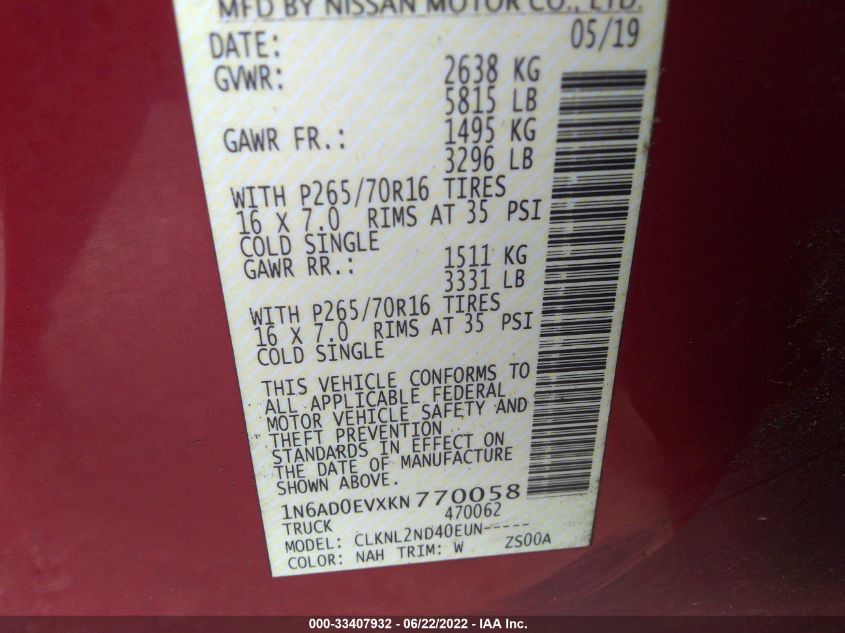 MFD BY NISSAN MOTOR CO., LTD.
DATE: 05/19
GVWR: 2638 KG
5815 LB
GAWR FR.: 1495 KG
3296 LB
WITH P265/70R16 TIRES
16 X 7.0 RIMS AT 35 PSI
COLD SINGLE
GAWR RR.: 1511 KG
3331 LB
WITH P265/70R16 TIRES
16 X 7.0 RIMS AT 35 PSI
COLD SINGLE
THIS VEHICLE CONFORMS TO
ALL APPLICABLE FEDERAL
MOTOR VEHICLE SAFETY AND
THEFT PREVENTION
STANDARDS IN EFFECT ON
THE DATE OF MANUFACTURE
SHOWN ABOVE.
1N6AD0EVXKN770058
TRUCK 470062
MODEL: CLKNL2ND40EUN-----
COLOR: NAH TRIM: W ZS00A
000-33407932 - 06/22/2022 - IAA Inc.